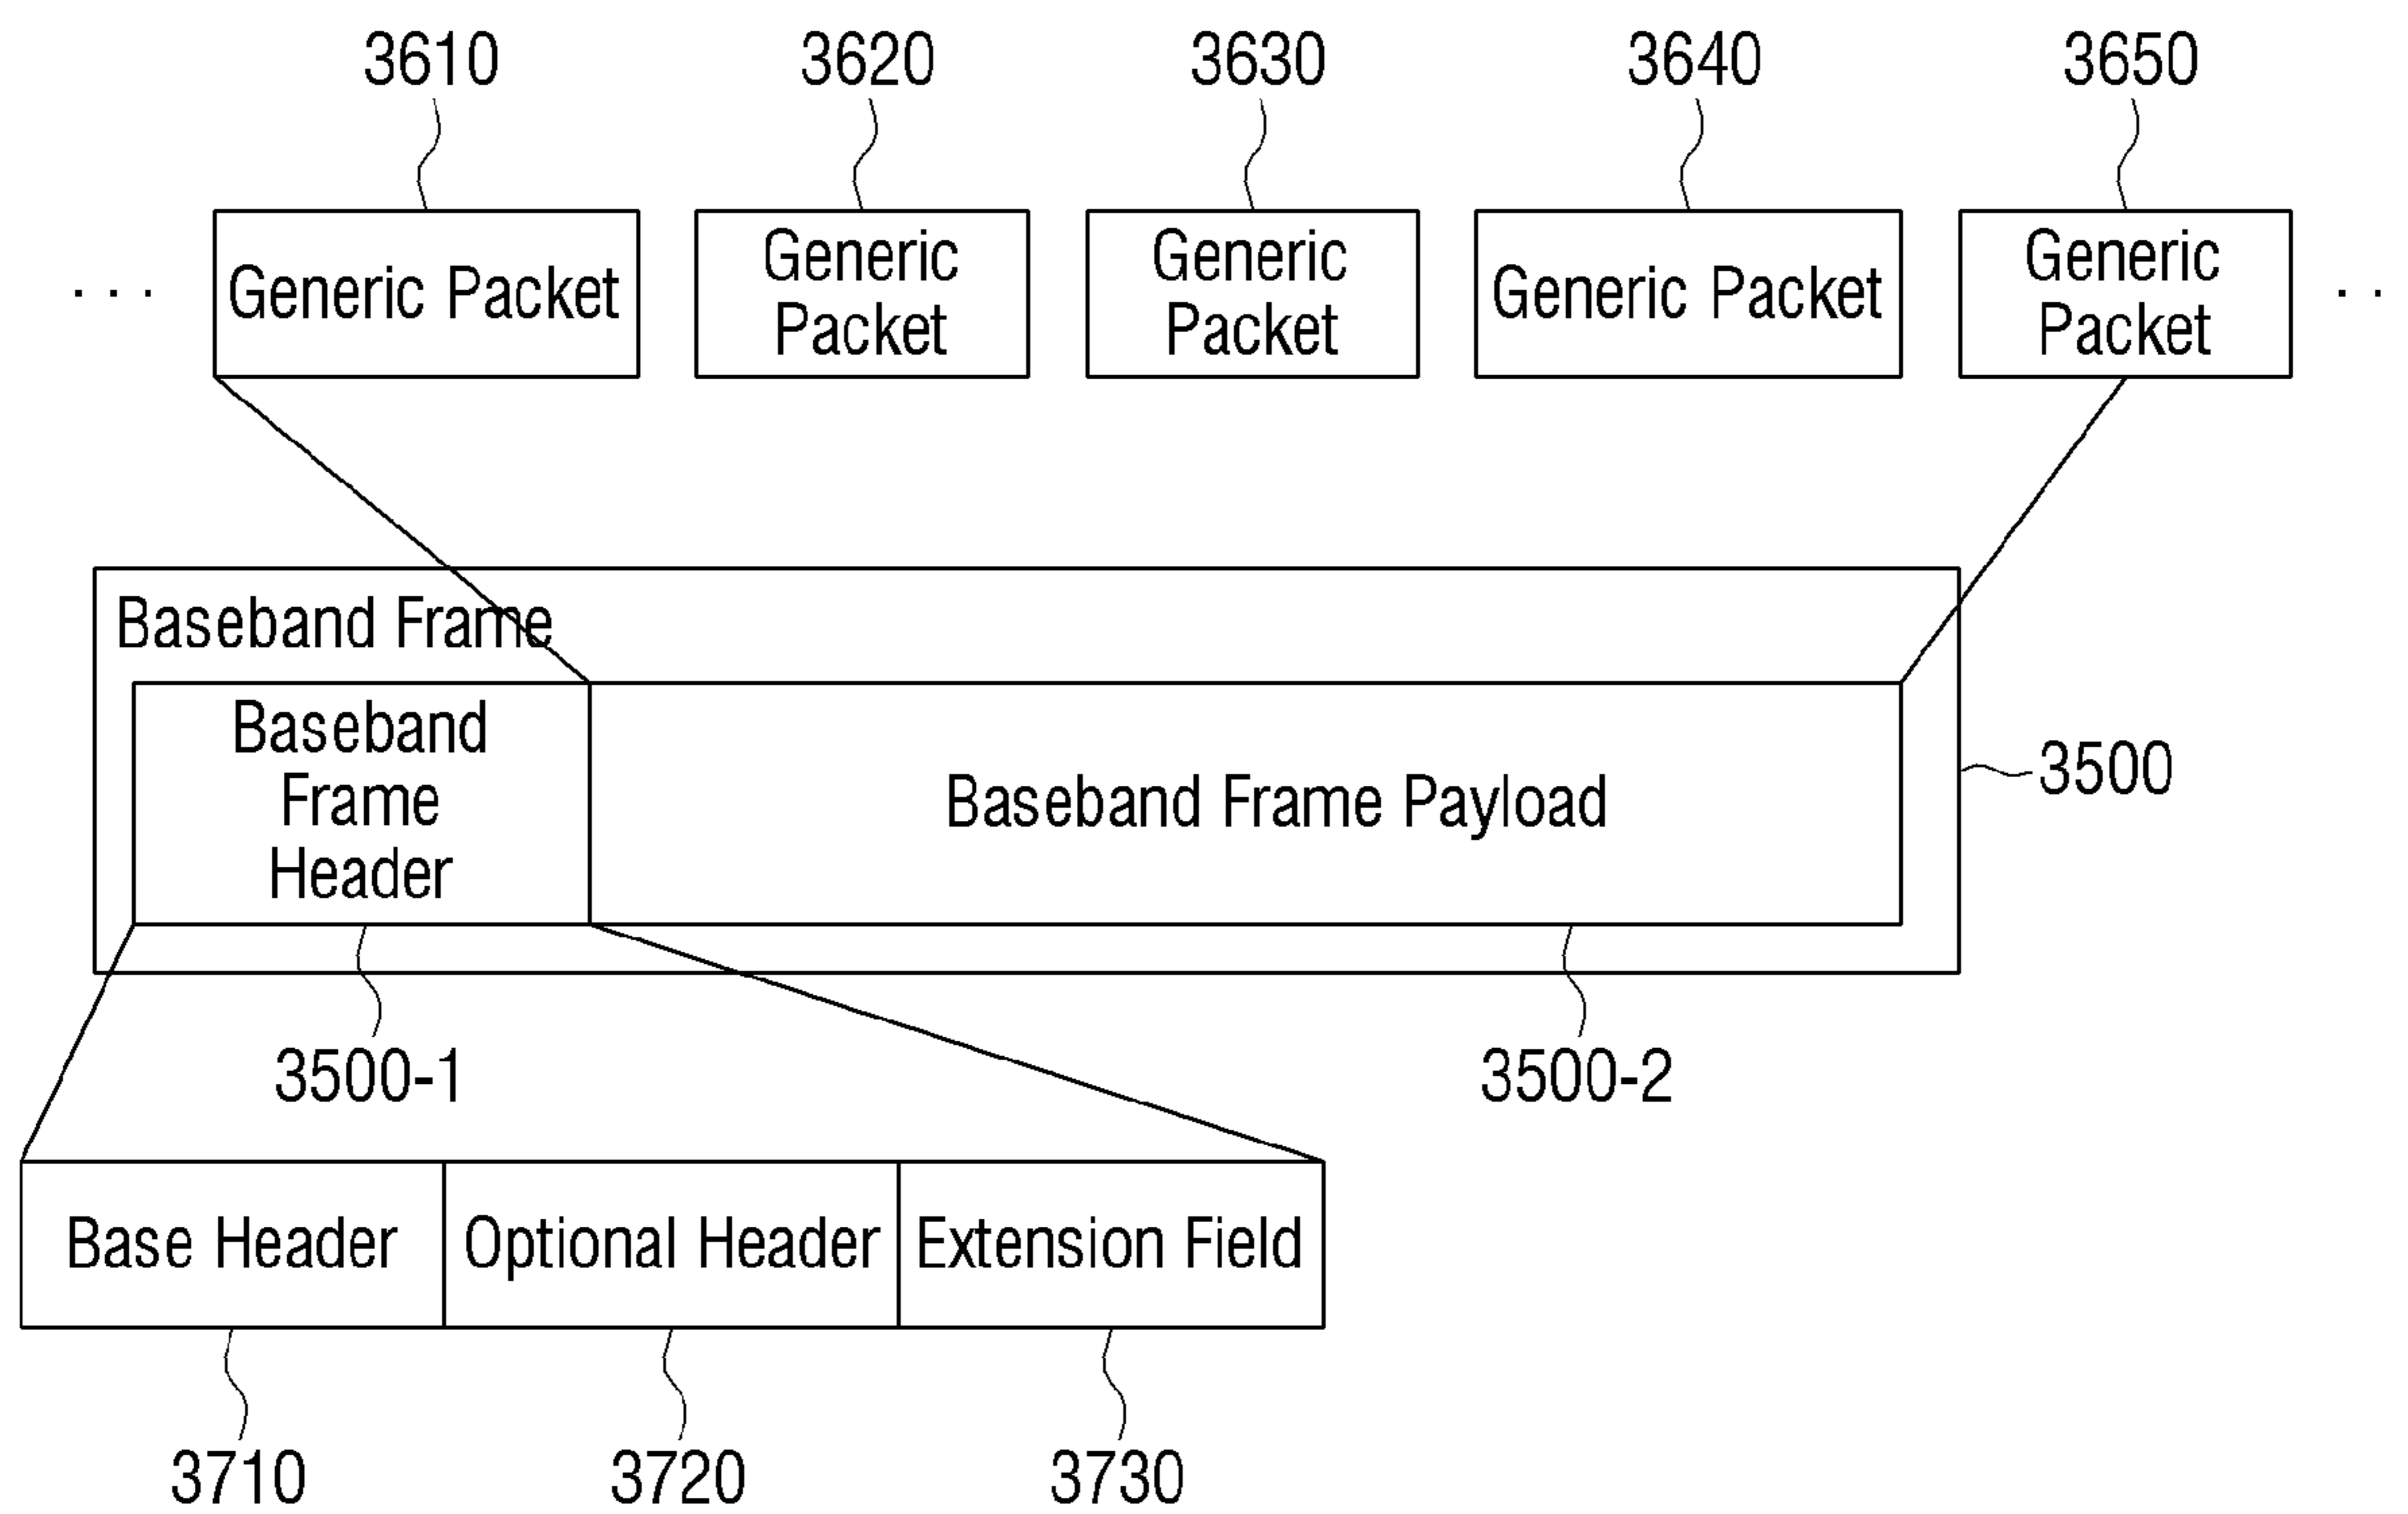 3610 3620 3630 3640 3650
... Generic Packet Generic Packet Generic Packet Generic Packet Generic Packet ..
Baseband Frame
Baseband
Frame
Header
Baseband Frame Payload
3500
3500-1 3500-2
Base Header Optional Header Extension Field
3710 3720 3730